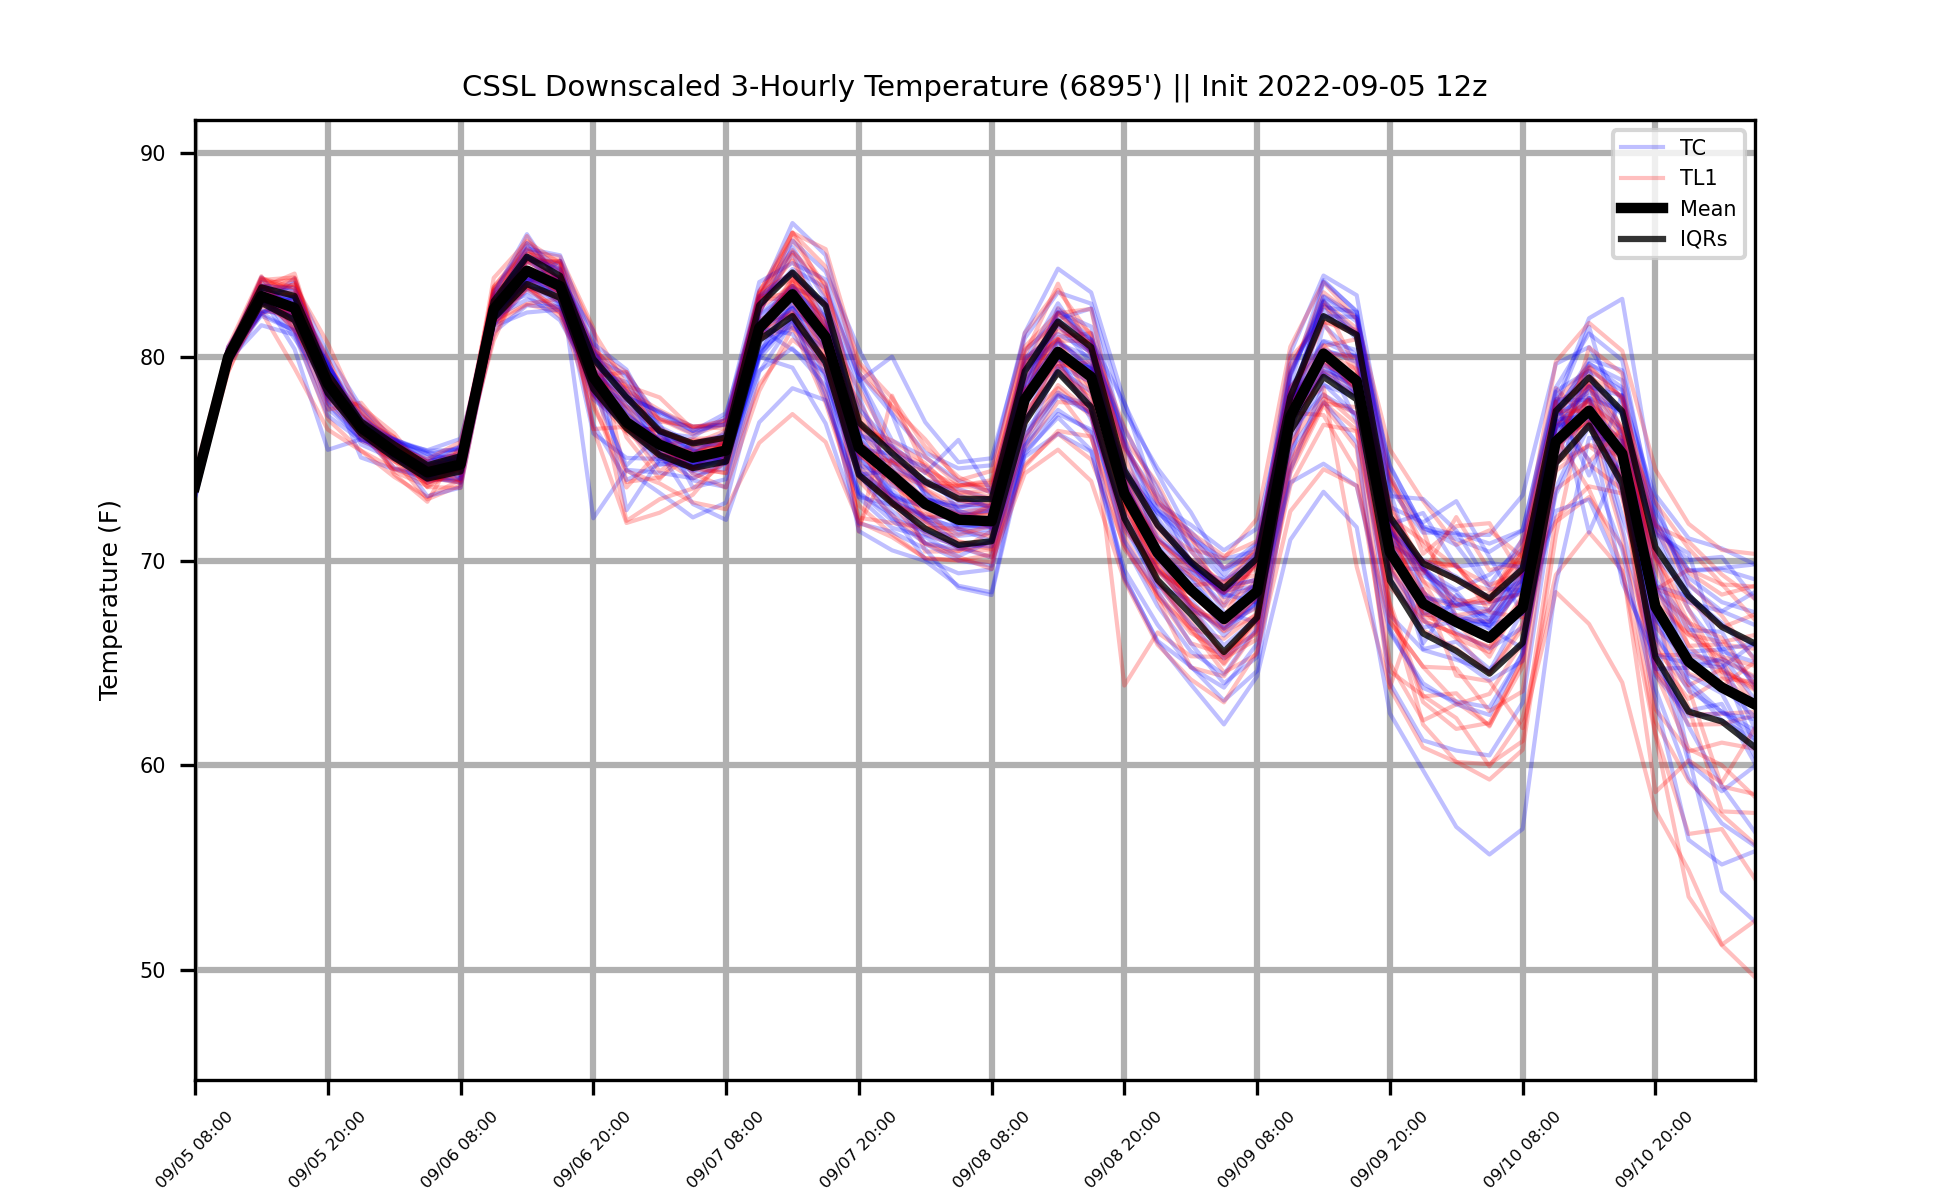 CSSL Downscaled 3-Hourly Temperature (6895') || Init 2022-09-05 12z
TC
TL1
Mean
IQRs
Temperature (F)
90
80
70
60
50
09/05 08:00
09/05 20:00
09/06 08:00
09/06 20:00
09/07 08:00
09/07 20:00
09/08 08:00
09/08 20:00
09/09 08:00
09/09 20:00
09/10 08:00
09/10 20:00